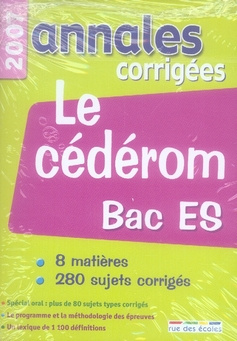 2007
annales
corrigées
Le
cédérom
Bac ES
8 matières
280 sujets corrigés
Spécial oral : plus de 80 sujets types corrigés
Le programme et la méthodologie des épreuves
Un lexique de 1 100 définitions
rue des écoles